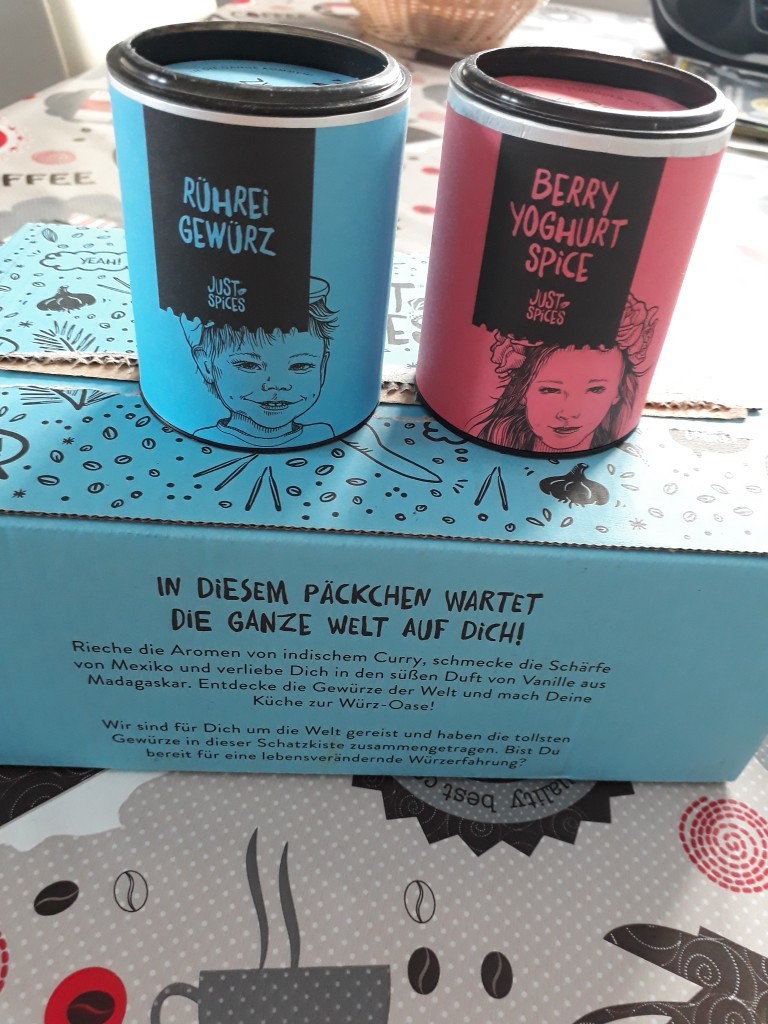 RÜHREI
GEWÜRZ
JUST
SPiCES
BERRY
YOGHURT
SPiCE
JUST
SPiCES
FFEE
YEAH!
IN DiESEM PÄCKCHEN WARTET
DiE GANZE WELT AUF DiCH!
Rieche die Aromen von indischem Curry, schmecke die Schärfe
von Mexiko und verliebe Dich in den süßen Duft von Vanille aus
Madagaskar. Entdecke die Gewürze der Welt und mach Deine
Küche zur Würz-Oase!
Wir sind für Dich um die Welt gereist und haben die tollsten
Gewürze in dieser Schatzkiste zusammengetragen. Bist Du
bereit für eine lebensverändernde Würzerfahrung?
quality best